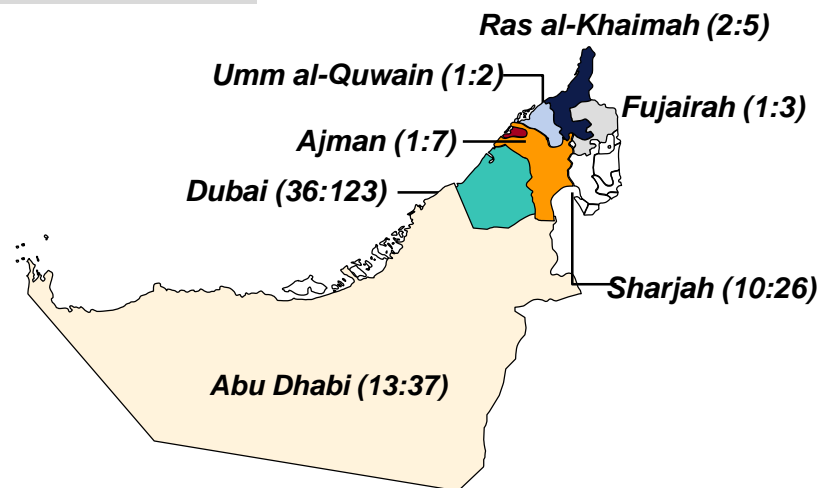 Ras al-Khaimah (2:5)
Umm al-Quwain (1:2)
Fujairah (1:3)
Ajman (1:7)
Dubai (36:123)
Sharjah (10:26)
Abu Dhabi (13:37)